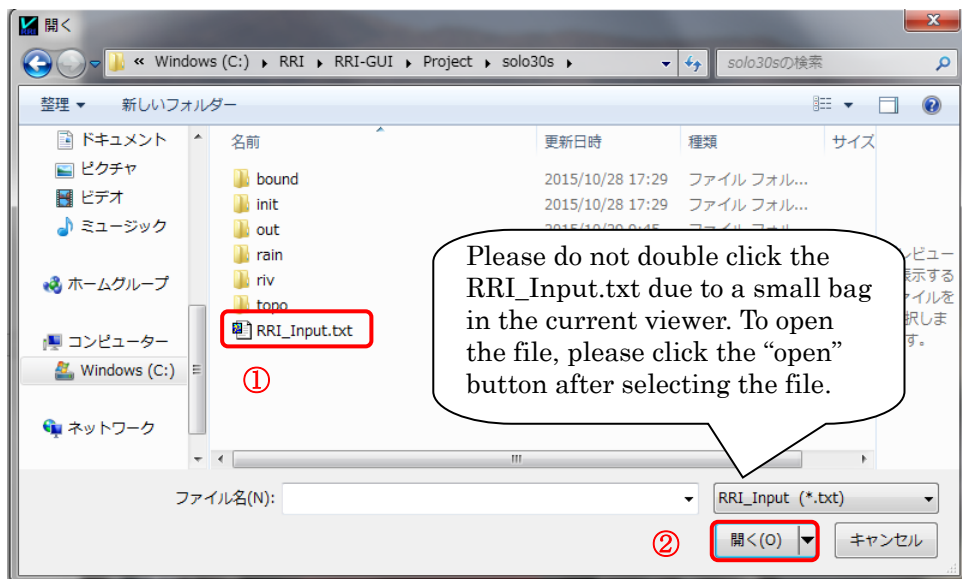 開く
« Windows (C:) ▸ RRI ▸ RRI-GUI ▸ Project ▸ solo30s ▸
solo30sの検索
整理 ▼ 新しいフォルダー
名前 更新日時 種類 サイズ
ドキュメント
ピクチャ
ビデオ
ミュージック
ホームグループ
コンピューター
Windows (C:)
ネットワーク
bound 2015/10/28 17:29 ファイル フォル...
init 2015/10/28 17:29 ファイル フォル...
out
rain
riv
topo
RRI_Input.txt
①
Please do not double click the
RRI_Input.txt due to a small bag
in the current viewer. To open
the file, please click the “open”
button after selecting the file.
ファイル名(N):
RRI_Input (*.txt)
②
開く(O)
キャンセル